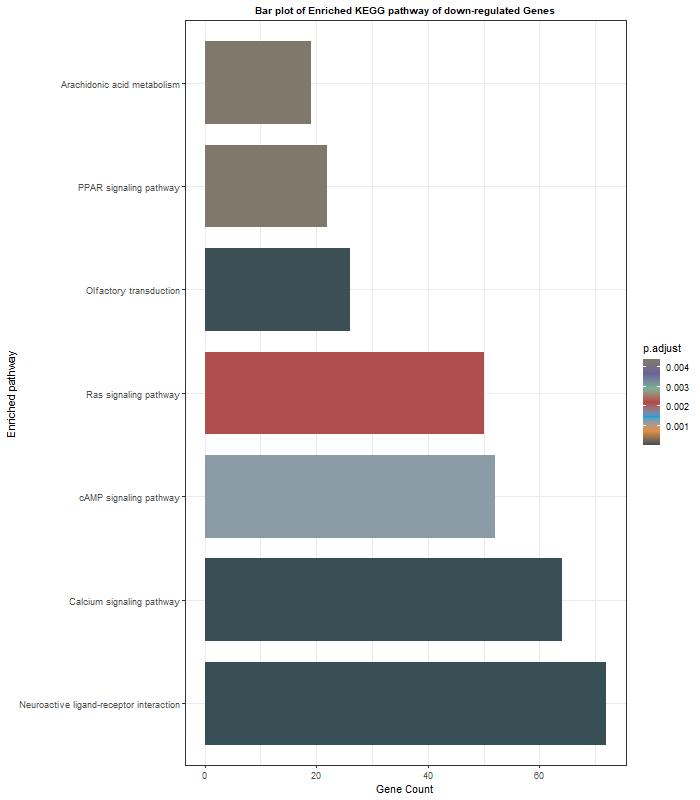 Bar plot of Enriched KEGG pathway of down-regulated Genes
Arachidonic acid metabolism
PPAR signaling pathway
Olfactory transduction
Ras signaling pathway
cAMP signaling pathway
Calcium signaling pathway
Neuroactive ligand-receptor interaction
Enriched pathway
0 20 40 60
Gene Count
p.adjust
0.004
0.003
0.002
0.001